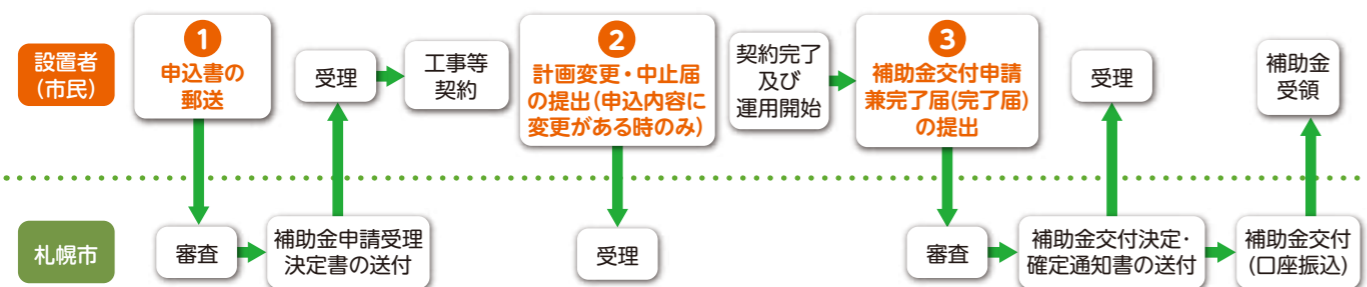 設置者
(市民)
1
申込書の
郵送
受理
工事等
契約
2
計画変更・中止届
の提出(申込内容に
変更がある時のみ)
契約完了
及び
運用開始
3
補助金交付申請
兼完了届(完了届)
の提出
受理
補助金
受領
札幌市
審査
補助金申請受理
決定書の送付
受理
審査
補助金交付決定・
確定通知書の送付
補助金交付
(口座振込)